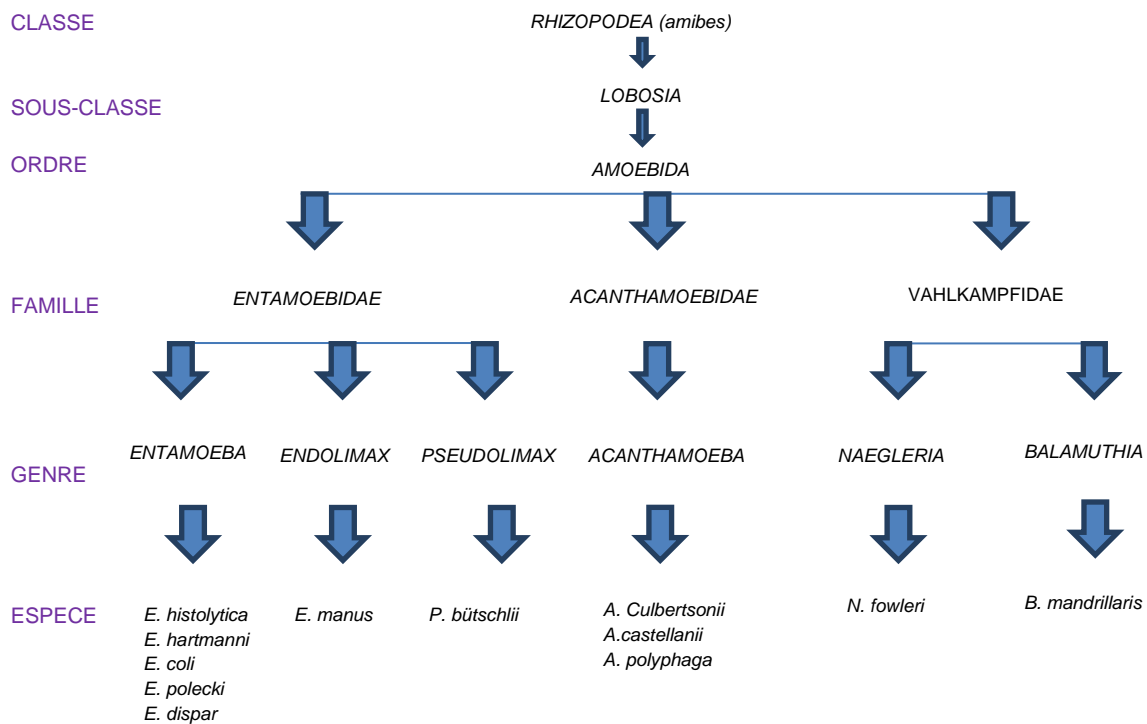 CLASSE
RHIZOPODEA (amibes)
SOUS-CLASSE
LOBOSIA
ORDRE
AMOEBIDA
FAMILLE
ENTAMOEBIDAE
ACANTHAMOEBIDAE
VAHLKAMPFIDAE
GENRE
ENTAMOEBA
ENDOLIMAX
PSEUDOLIMAX
ACANTHAMOEBA
NAEGLERIA
BALAMUTHIA
ESPECE
E. histolytica
E. hartmanni
E. coli
E. polecki
E. dispar
E. manus
P. bütschlii
A. Culbertsonii
A.castellanii
A. polyphaga
N. fowleri
B. mandrillaris